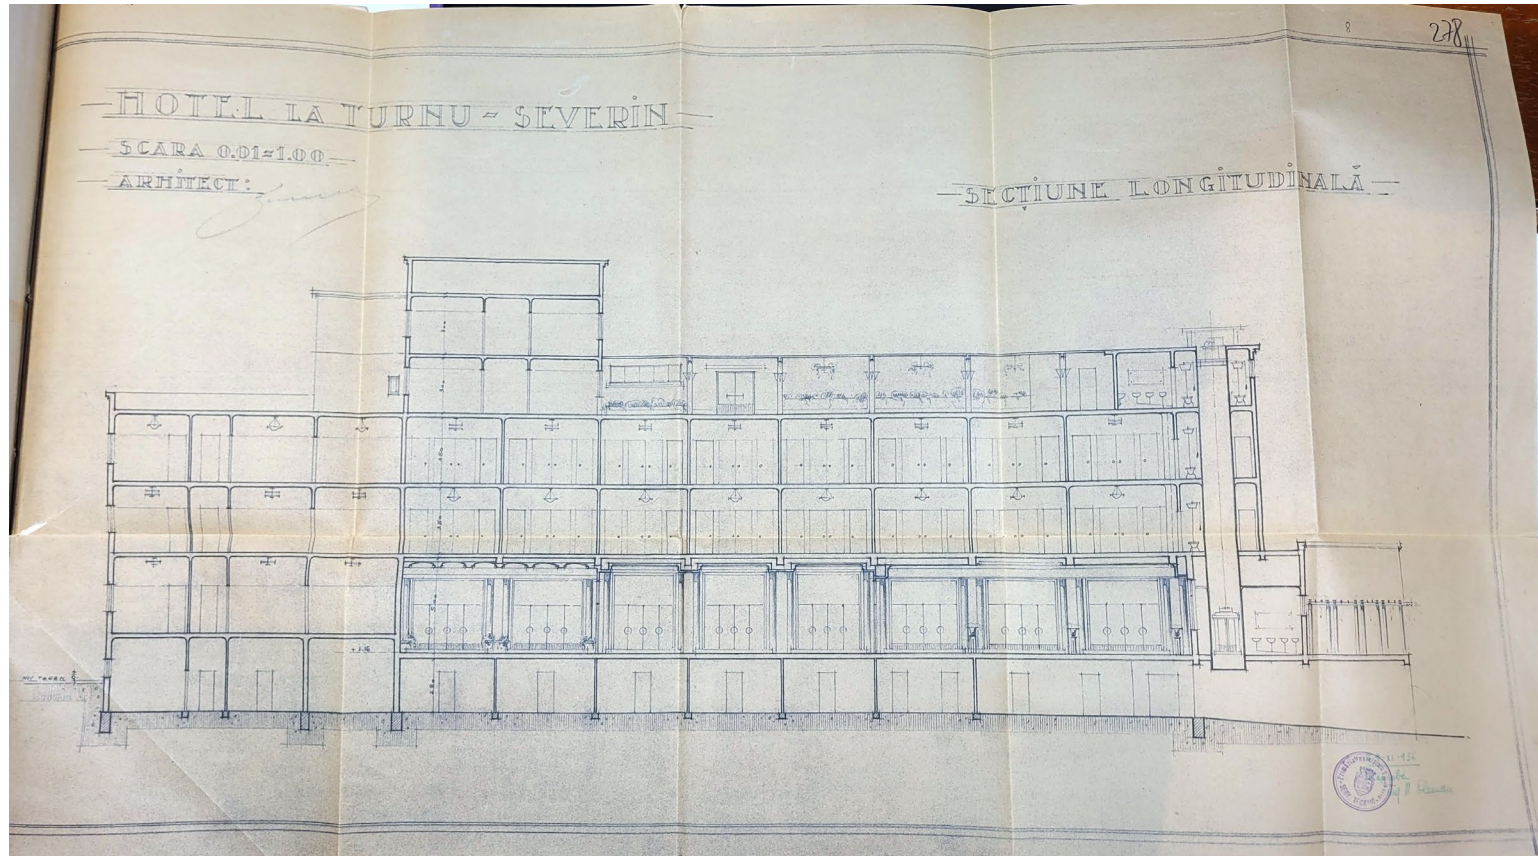 8
278
HOTEL LA TURNU-SEVERIN
SCARA 0.01=1.00
ARHITECT:
SECȚIUNE LONGITUDINALĂ